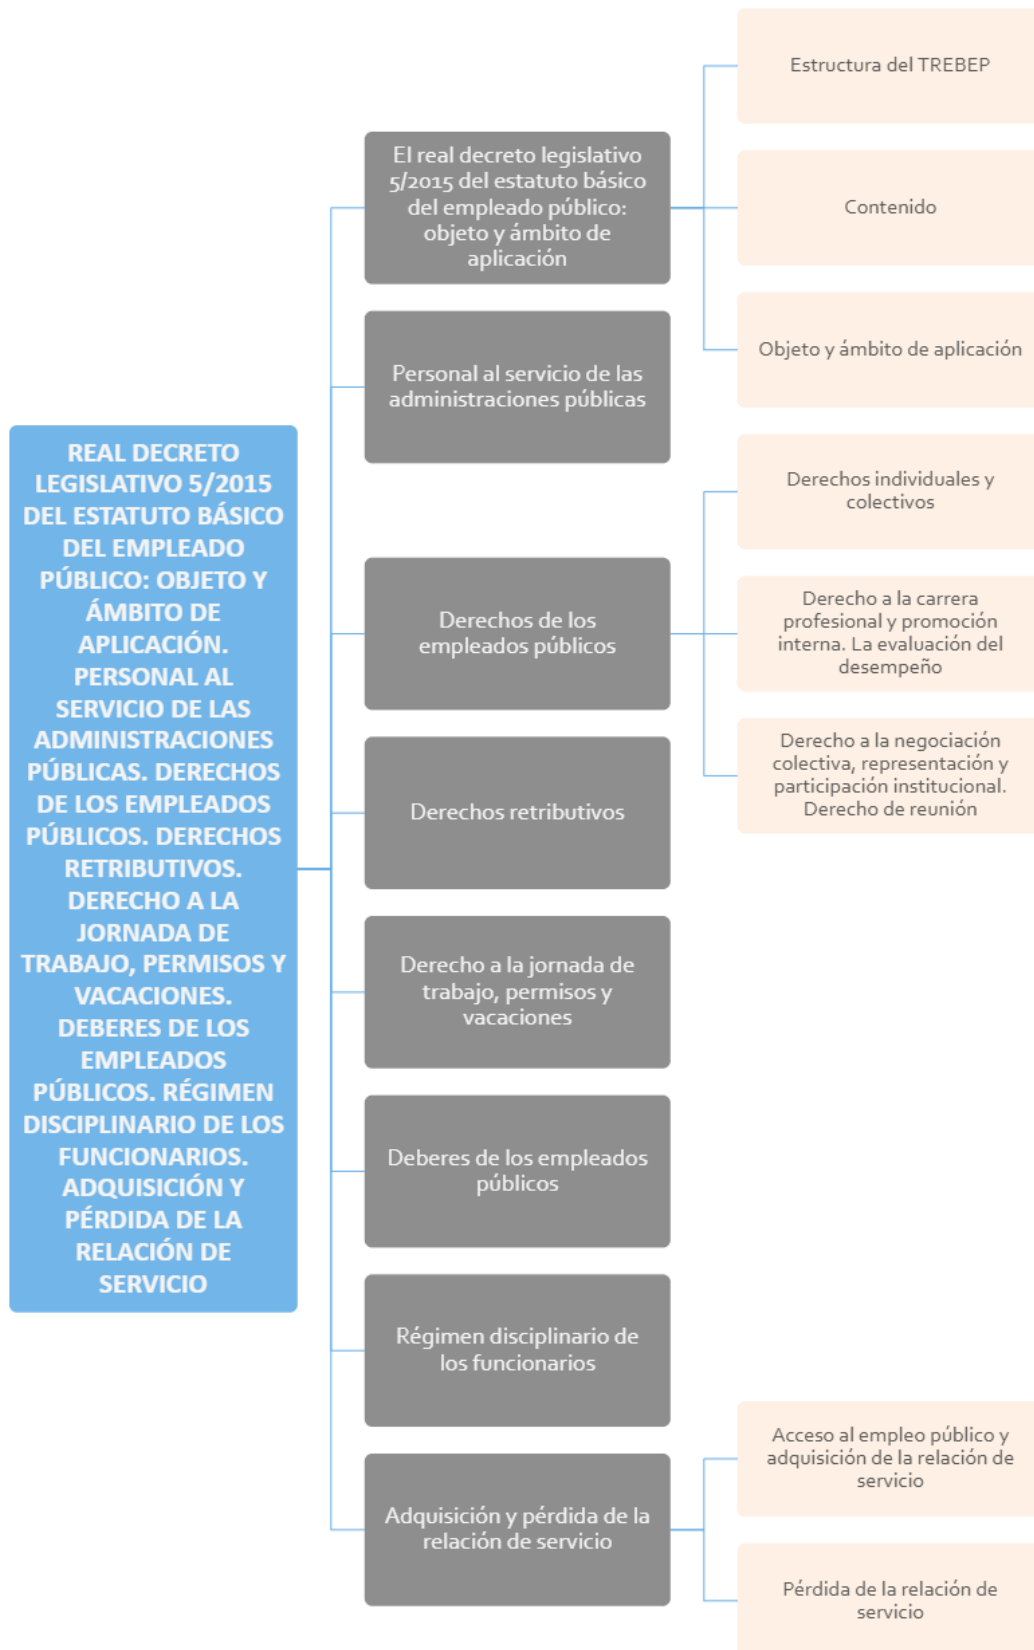 REAL DECRETO
LEGISLATIVO 5/2015
DEL ESTATUTO BÁSICO
DEL EMPLEADO
PÚBLICO: OBJETO Y
ÁMBITO DE
APLICACIÓN.
PERSONAL AL
SERVICIO DE LAS
ADMINISTRACIONES
PÚBLICAS. DERECHOS
DE LOS EMPLEADOS
PÚBLICOS. DERECHOS
RETRIBUTIVOS.
DERECHO A LA
JORNADA DE
TRABAJO, PERMISOS Y
VACACIONES.
DEBERES DE LOS
EMPLEADOS
PÚBLICOS. RÉGIMEN
DISCIPLINARIO DE LOS
FUNCIONARIOS.
ADQUISICIÓN Y
PÉRDIDA DE LA
RELACIÓN DE
SERVICIO
El real decreto legislativo
5/2015 del estatuto básico
del empleado público:
objeto y ámbito de
aplicación
Estructura del TREBEP
Contenido
Objeto y ámbito de aplicación
Personal al servicio de las
administraciones públicas
Derechos de los
empleados públicos
Derechos individuales y
colectivos
Derecho a la carrera
profesional y promoción
interna. La evaluación del
desempeño
Derecho a la negociación
colectiva, representación y
participación institucional.
Derecho de reunión
Derechos retributivos
Derecho a la jornada de
trabajo, permisos y
vacaciones
Deberes de los empleados
públicos
Régimen disciplinario de
los funcionarios
Adquisición y pérdida de la
relación de servicio
Acceso al empleo público y
adquisición de la relación de
servicio
Pérdida de la relación de
servicio